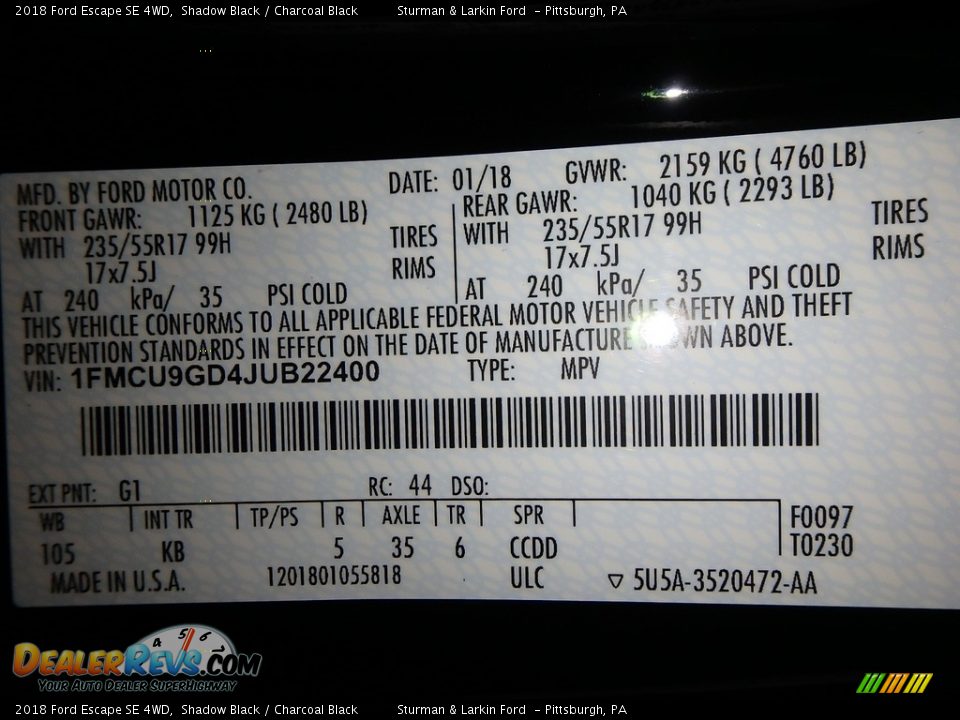 2018 Ford Escape SE 4WD,  Shadow Black / Charcoal Black          Sturman & Larkin Ford  - Pittsburgh, PA
MFD. BY FORD MOTOR CO. DATE: 01/18 GVWR: 2159 KG ( 4760 LB)
FRONT GAWR: 1125 KG ( 2480 LB) REAR GAWR: 1040 KG ( 2293 LB)
WITH 235/55R17 99H TIRES WITH 235/55R17 99H TIRES
17x7.5J RIMS 17x7.5J RIMS
AT 240 kPa/ 35 PSI COLD AT 240 kPa/ 35 PSI COLD
THIS VEHICLE CONFORMS TO ALL APPLICABLE FEDERAL MOTOR VEHICLE SAFETY AND THEFT
PREVENTION STANDARDS IN EFFECT ON THE DATE OF MANUFACTURE SHOWN ABOVE.
VIN: 1FMCU9GD4JUB22400 TYPE: MPV
EXT PNT: G1 RC: 44 DSO:
WB INT TR TP/PS R AXLE TR SPR F0097
105 KB 5 35 6 CCDD T0230
MADE IN U.S.A. 1201801055818 ULC ▽ 5U5A-3520472-AA
4 5 6
DEALERREVS.COM
YOUR AUTO DEALER SUPERHIGHWAY
2018 Ford Escape SE 4WD,  Shadow Black / Charcoal Black          Sturman & Larkin Ford  - Pittsburgh, PA